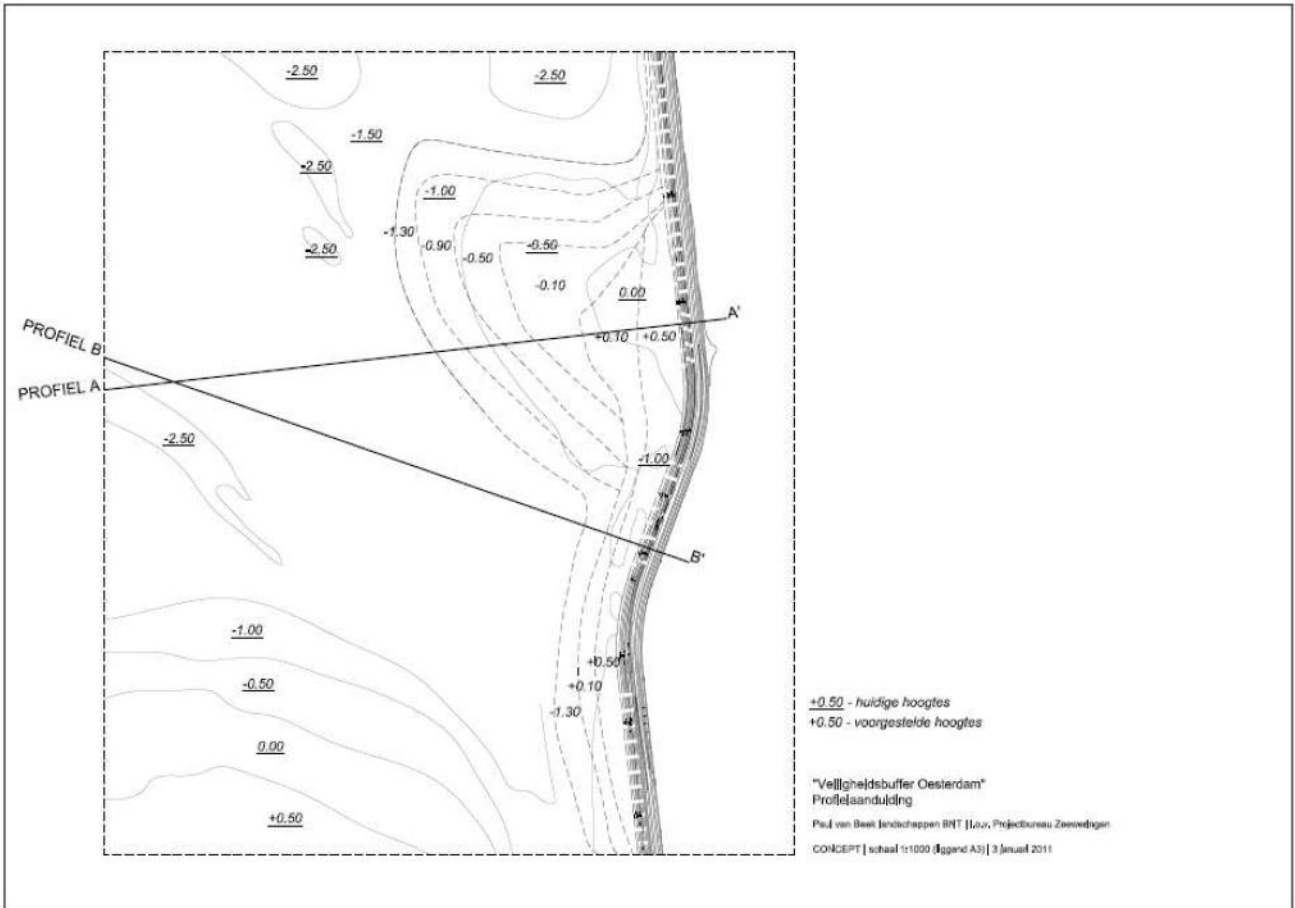 -2.50
-2.50
-1.50
-2.50
-1.00
-1.30
-0.90
-0.50
-0.50
-2.50
-0.10
0.00
A'
+0.10
+0.50
PROFIEL B
PROFIEL A
-2.50
-1.00
B'
-1.00
+0.50
-0.50
+0.10
-1.30
0.00
+0.50
+0.50 - huidige hoogtes
+0.50 - voorgestelde hoogtes
"Veiligheidsbuffer Oesterdam"
Profielaanduiding
Paul van Beek landschappen BNT | i.o.v. Projectbureau Zeeweringen
CONCEPT | schaal 1:1000 (liggend A3) | 3 januari 2011